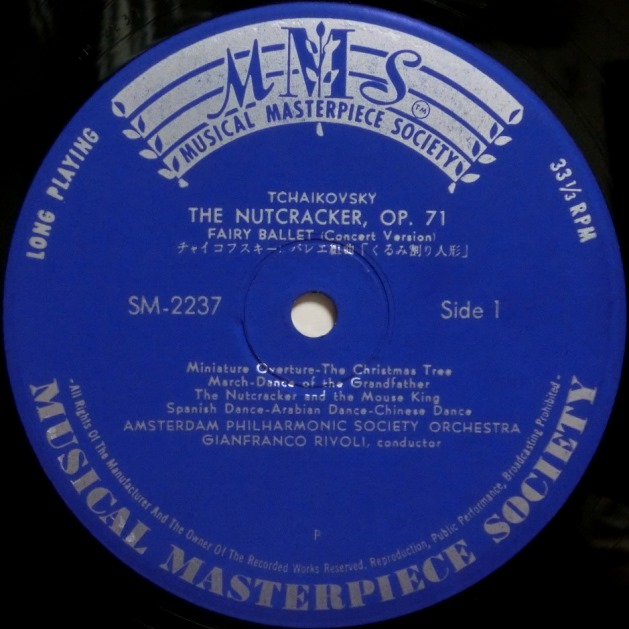 MMS TM
MUSICAL MASTERPIECE SOCIETY
LONG PLAYING
33 1/3 RPM
TCHAIKOVSKY
THE NUTCRACKER, OP. 71
FAIRY BALLET (Concert Version)
チャイコフスキー:バレエ組曲「くるみ割り人形」
SM-2237
Side 1
Miniature Overture-The Christmas Tree
March-Dance of the Grandfather
The Nutcracker and the Mouse King
Spanish Dance-Arabian Dance-Chinese Dance
AMSTERDAM PHILHARMONIC SOCIETY ORCHESTRA
GIANFRANCO RIVOLI, conductor
P
-All Rights Of The Manufacturer And The Owner Of The Recorded Works Reserved. Reproduction, Public Performance, Broadcasting Prohibited-
MUSICAL MASTERPIECE SOCIETY